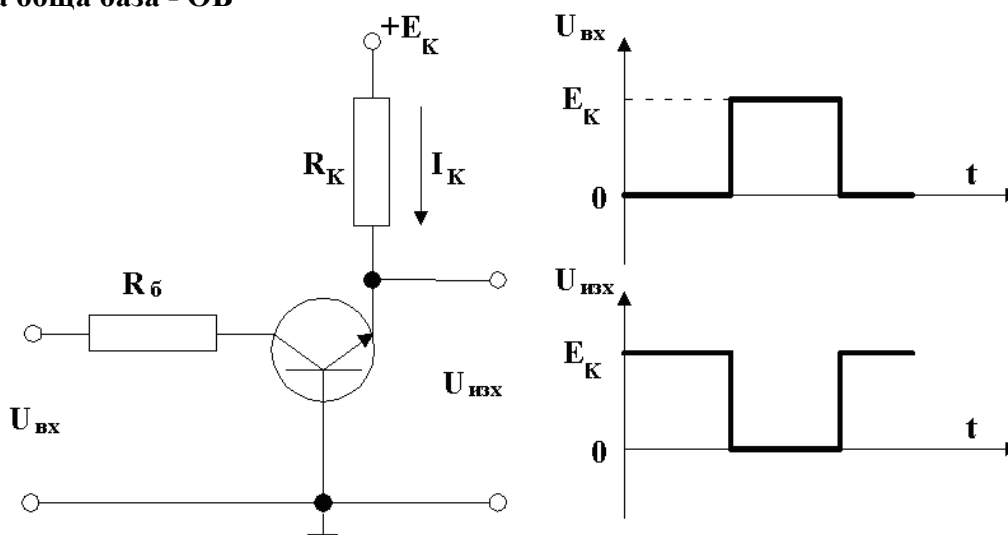 обща база - ОБ
+E_K
R_K
I_K
R_б
U_вх
U_изх
U_вх
E_K
0
t
U_изх
E_K
0
t